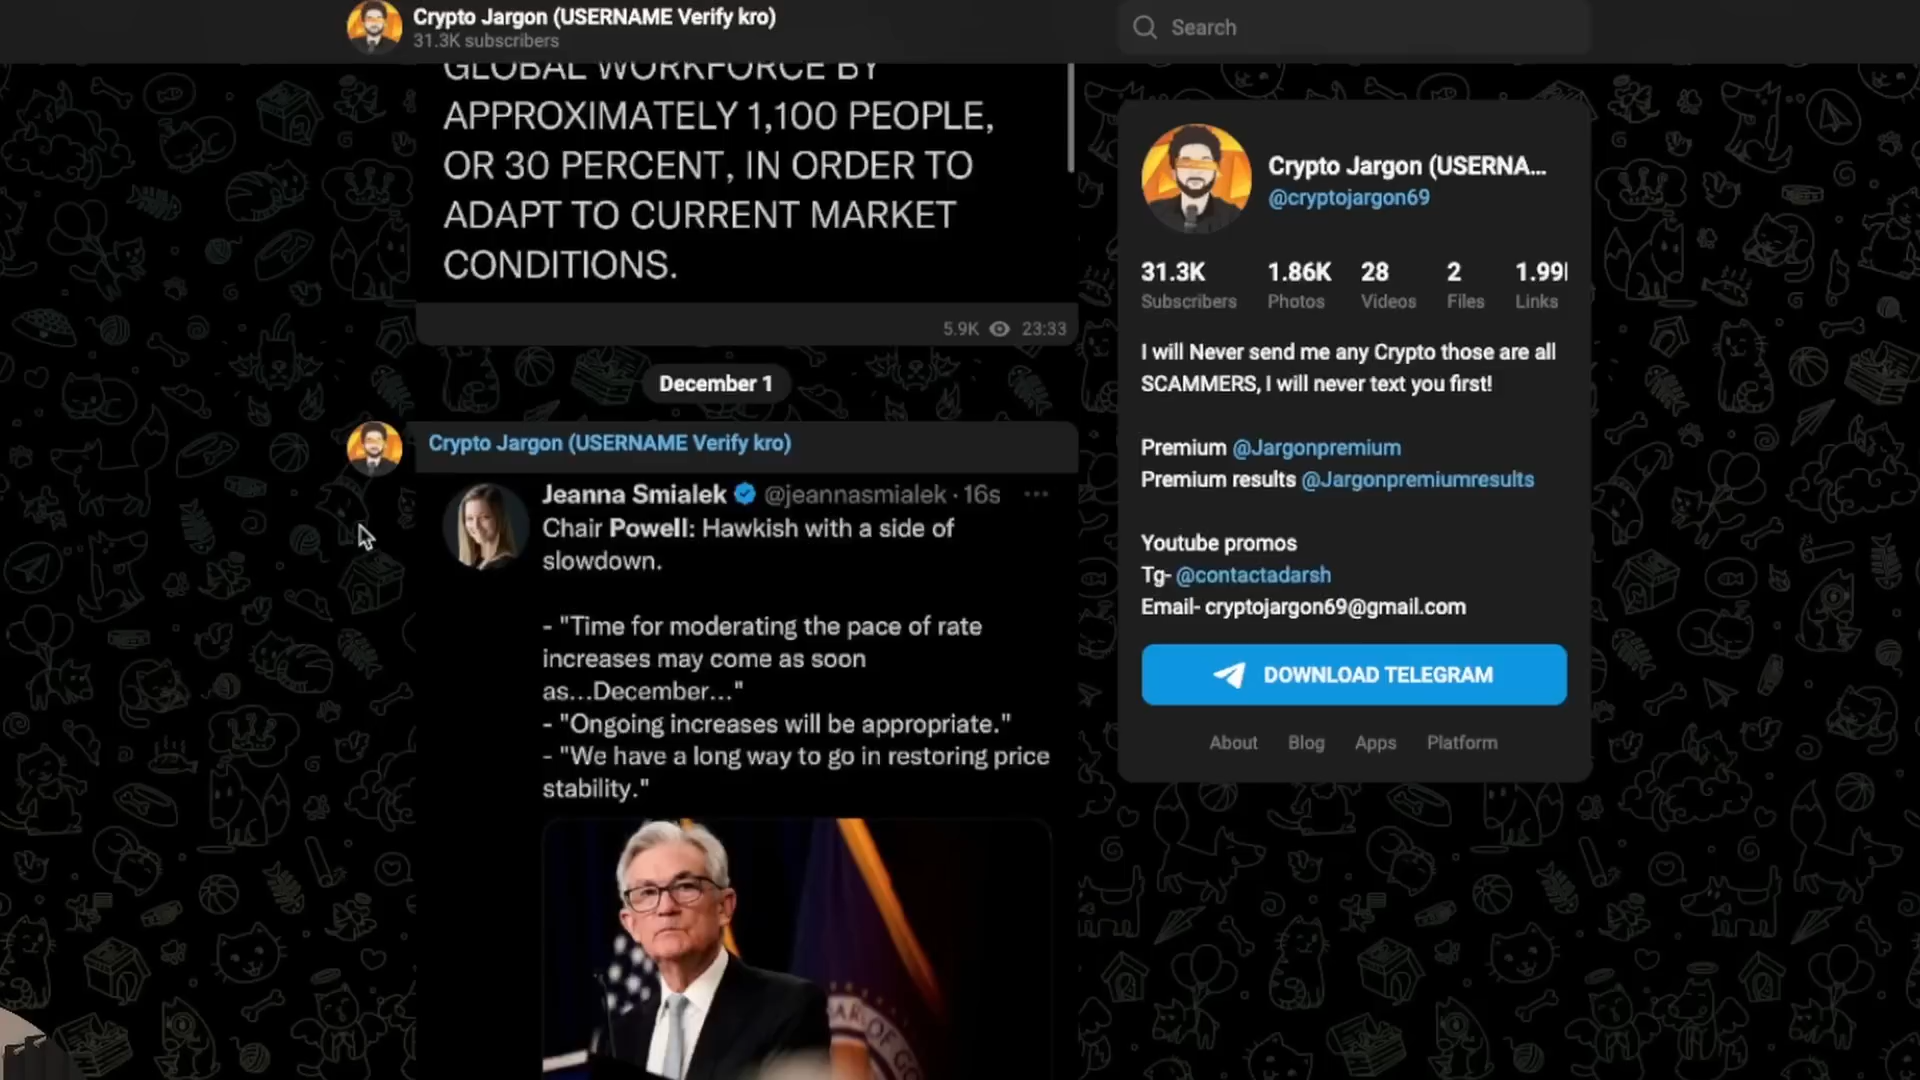 Crypto Jargon (USERNAME Verify kro)
31.3K subscribers
Search
GLOBAL WORKFORCE BY
APPROXIMATELY 1,100 PEOPLE,
OR 30 PERCENT, IN ORDER TO
ADAPT TO CURRENT MARKET
CONDITIONS.
5.9K 23:33
December 1
Crypto Jargon (USERNAME Verify kro)
Jeanna Smialek @jeannasmialek · 16s
Chair Powell: Hawkish with a side of
slowdown.
- "Time for moderating the pace of rate
increases may come as soon
as...December..."
- "Ongoing increases will be appropriate."
- "We have a long way to go in restoring price
stability."
Crypto Jargon (USERNA...
@cryptojargon69
31.3K 1.86K 28 2 1.99
Subscribers Photos Videos Files Links
I will Never send me any Crypto those are all
SCAMMERS, I will never text you first!
Premium @Jargonpremium
Premium results @Jargonpremiumresults
Youtube promos
Tg- @contactadarsh
Email- cryptojargon69@gmail.com
DOWNLOAD TELEGRAM
About Blog Apps Platform